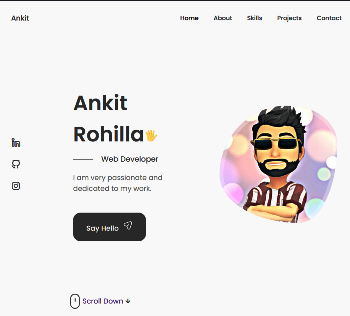 Ankit
Home About Skills Projects Contact
Ankit
Rohilla👋
Web Developer
I am very passionate and
dedicated to my work.
Say Hello
Scroll Down ↓